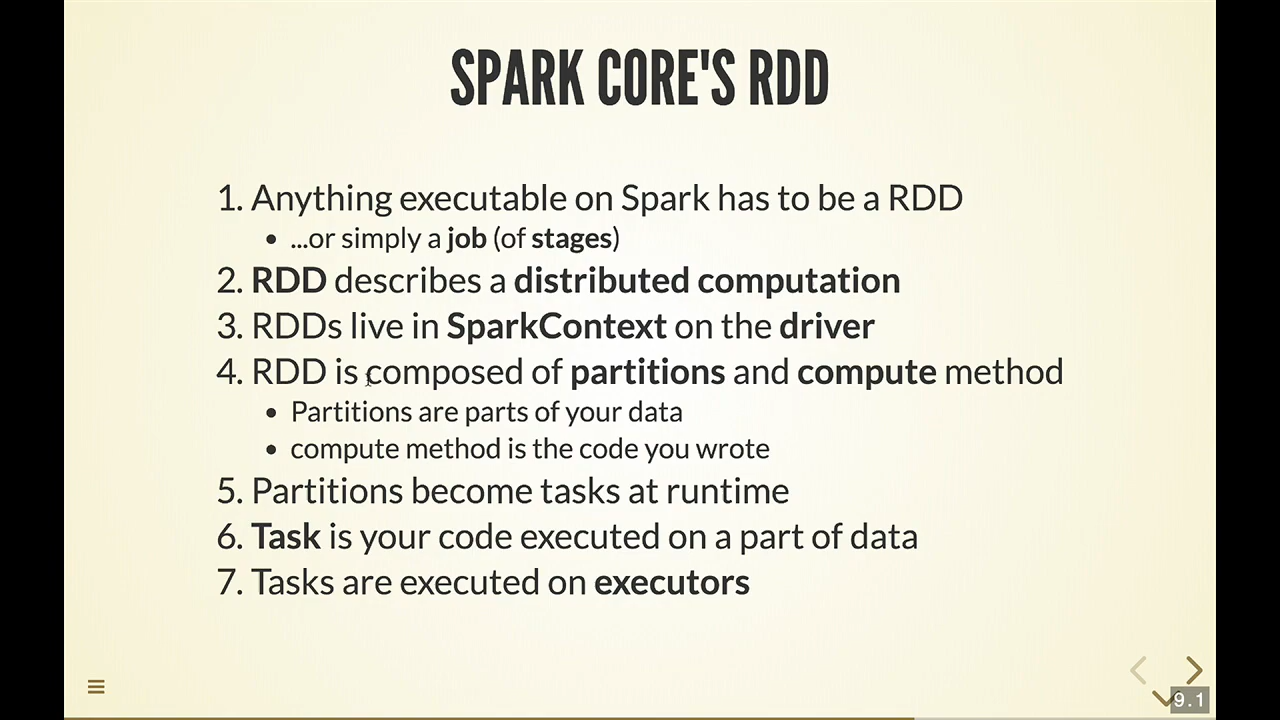 SPARK CORE'S RDD
1. Anything executable on Spark has to be a RDD
• ...or simply a job (of stages)
2. RDD describes a distributed computation
3. RDDs live in SparkContext on the driver
4. RDD is composed of partitions and compute method
• Partitions are parts of your data
• compute method is the code you wrote
5. Partitions become tasks at runtime
6. Task is your code executed on a part of data
7. Tasks are executed on executors
9.1